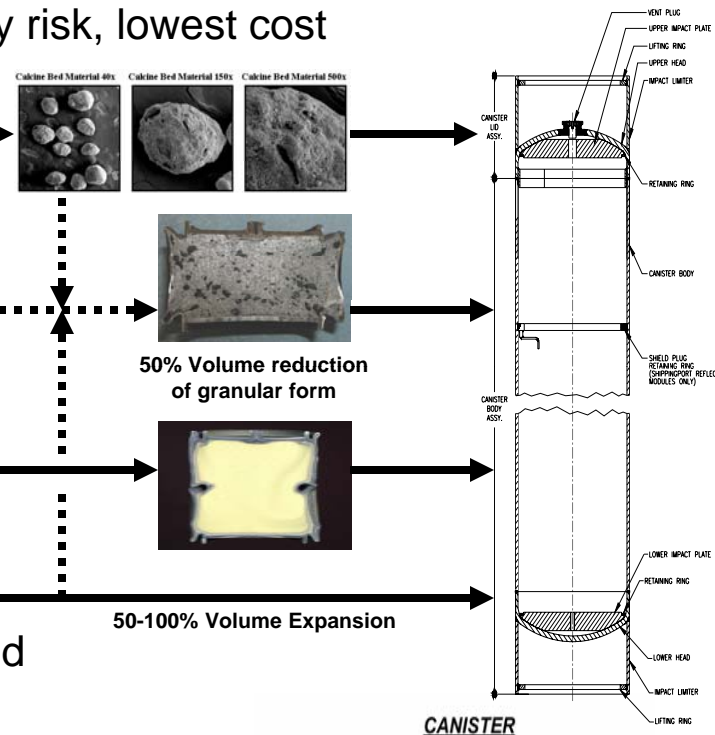 y risk, lowest cost
Calcine Bed Material 40x
Calcine Bed Material 150x
Calcine Bed Material 500x
50% Volume reduction
of granular form
50-100% Volume Expansion
d
VENT PLUG
UPPER IMPACT PLATE
LIFTING RING
UPPER HEAD
IMPACT LIMITER
CANISTER
LID
ASSY.
RETAINING RING
CANISTER BODY
SHIELD PLUG
RETAINING RING
(SHIPPINGPORT REFLEC
MODULES ONLY)
CANISTER
BODY
ASSY.
LOWER IMPACT PLATE
RETAINING RING
LOWER HEAD
IMPACT LIMITER
LIFTING RING
CANISTER